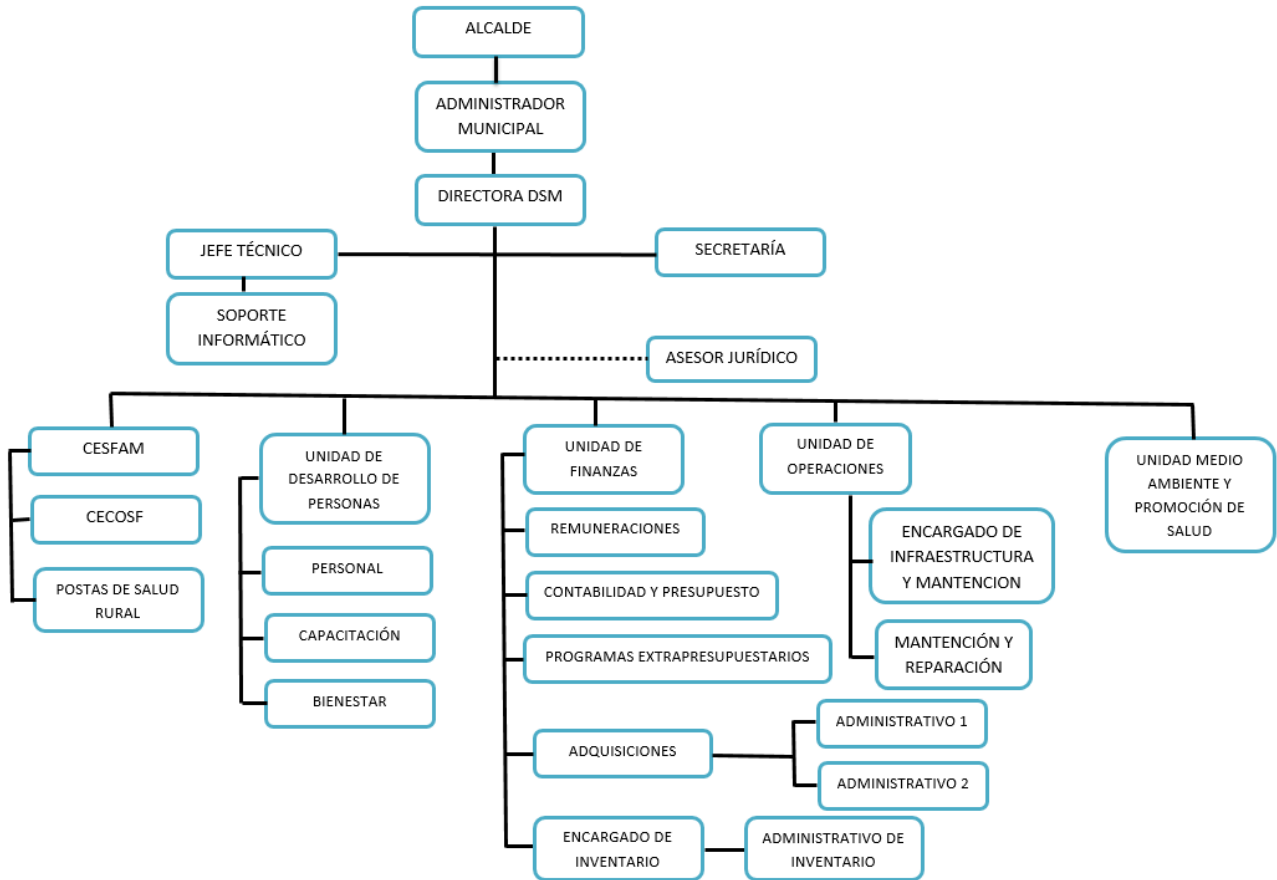 ALCALDE
ADMINISTRADOR
MUNICIPAL
DIRECTORA DSM
JEFE TÉCNICO
SECRETARÍA
SOPORTE
INFORMÁTICO
ASESOR JURÍDICO
CESFAM
CECOSF
POSTAS DE SALUD
RURAL
UNIDAD DE
DESARROLLO DE
PERSONAS
PERSONAL
CAPACITACIÓN
BIENESTAR
UNIDAD DE
FINANZAS
REMUNERACIONES
CONTABILIDAD Y PRESUPUESTO
PROGRAMAS EXTRAPRESUPUESTARIOS
ADQUISICIONES
ADMINISTRATIVO 1
ADMINISTRATIVO 2
ENCARGADO DE
INVENTARIO
ADMINISTRATIVO DE
INVENTARIO
UNIDAD DE
OPERACIONES
ENCARGADO DE
INFRAESTRUCTURA
Y MANTENCION
MANTENCIÓN Y
REPARACIÓN
UNIDAD MEDIO
AMBIENTE Y
PROMOCIÓN DE
SALUD